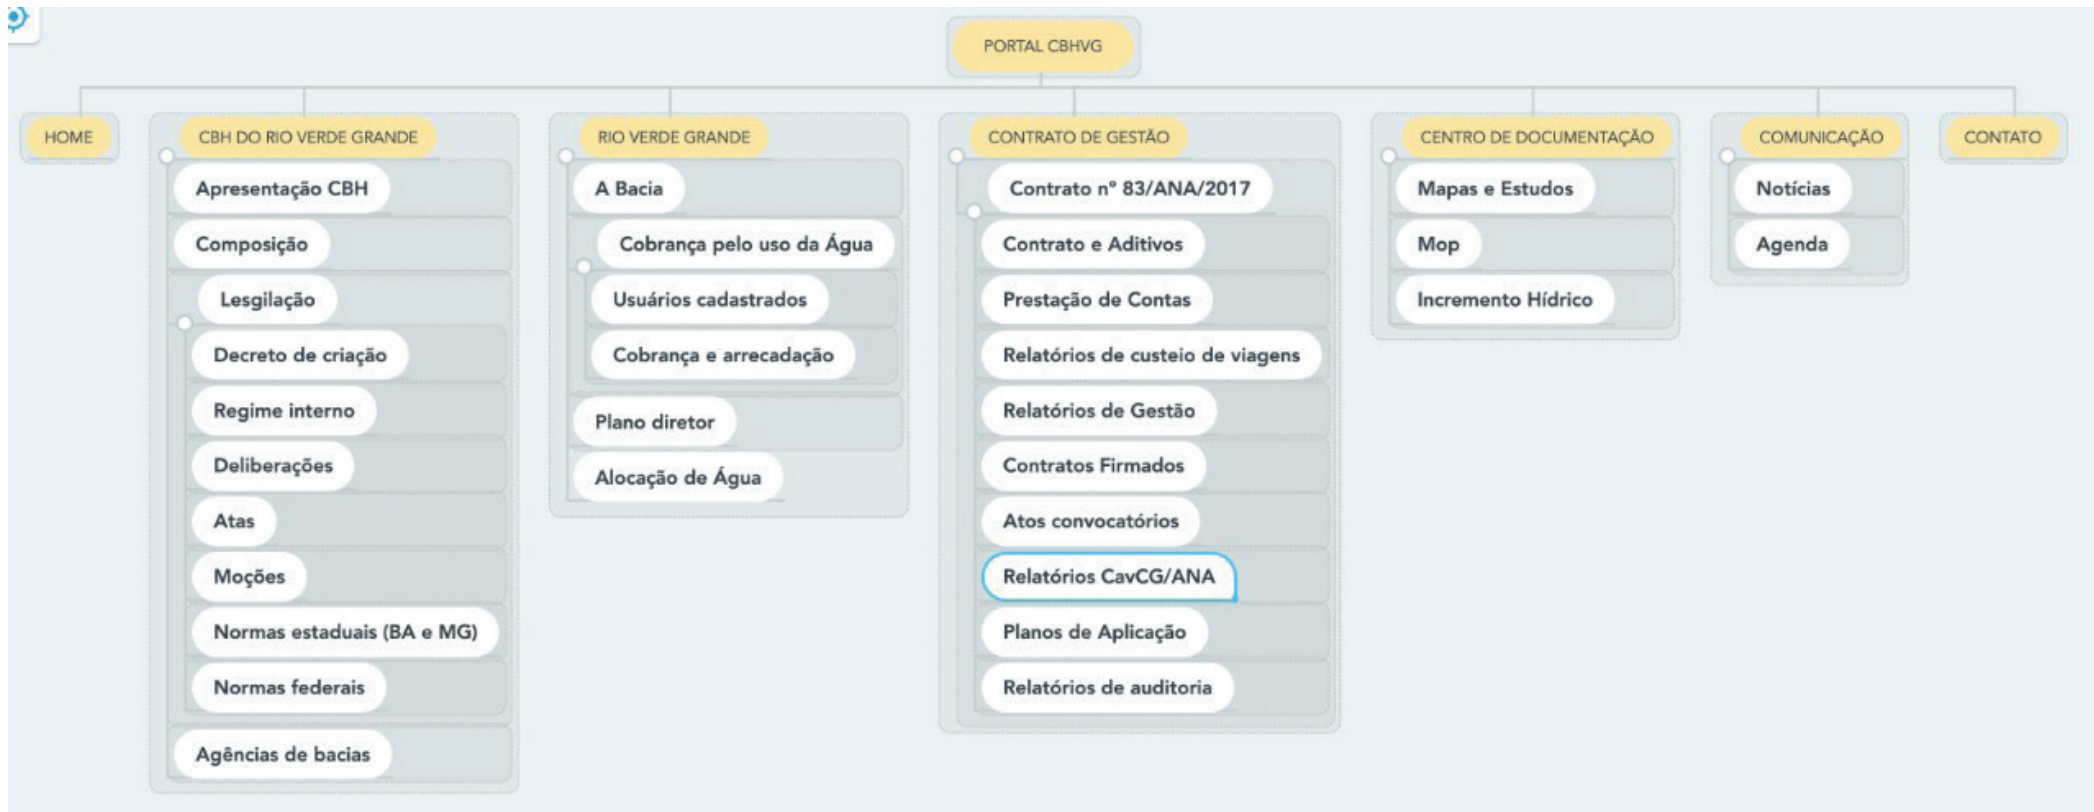 PORTAL CBHVG
HOME
CBH DO RIO VERDE GRANDE
Apresentação CBH
Composição
Lesgilação
Decreto de criação
Regime interno
Deliberações
Atas
Moções
Normas estaduais (BA e MG)
Normas federais
Agências de bacias
RIO VERDE GRANDE
A Bacia
Cobrança pelo uso da Água
Usuários cadastrados
Cobrança e arrecadação
Plano diretor
Alocação de Água
CONTRATO DE GESTÃO
Contrato nº 83/ANA/2017
Contrato e Aditivos
Prestação de Contas
Relatórios de custeio de viagens
Relatórios de Gestão
Contratos Firmados
Atos convocatórios
Relatórios CavCG/ANA
Planos de Aplicação
Relatórios de auditoria
CENTRO DE DOCUMENTAÇÃO
Mapas e Estudos
Mop
Incremento Hídrico
COMUNICAÇÃO
Notícias
Agenda
CONTATO